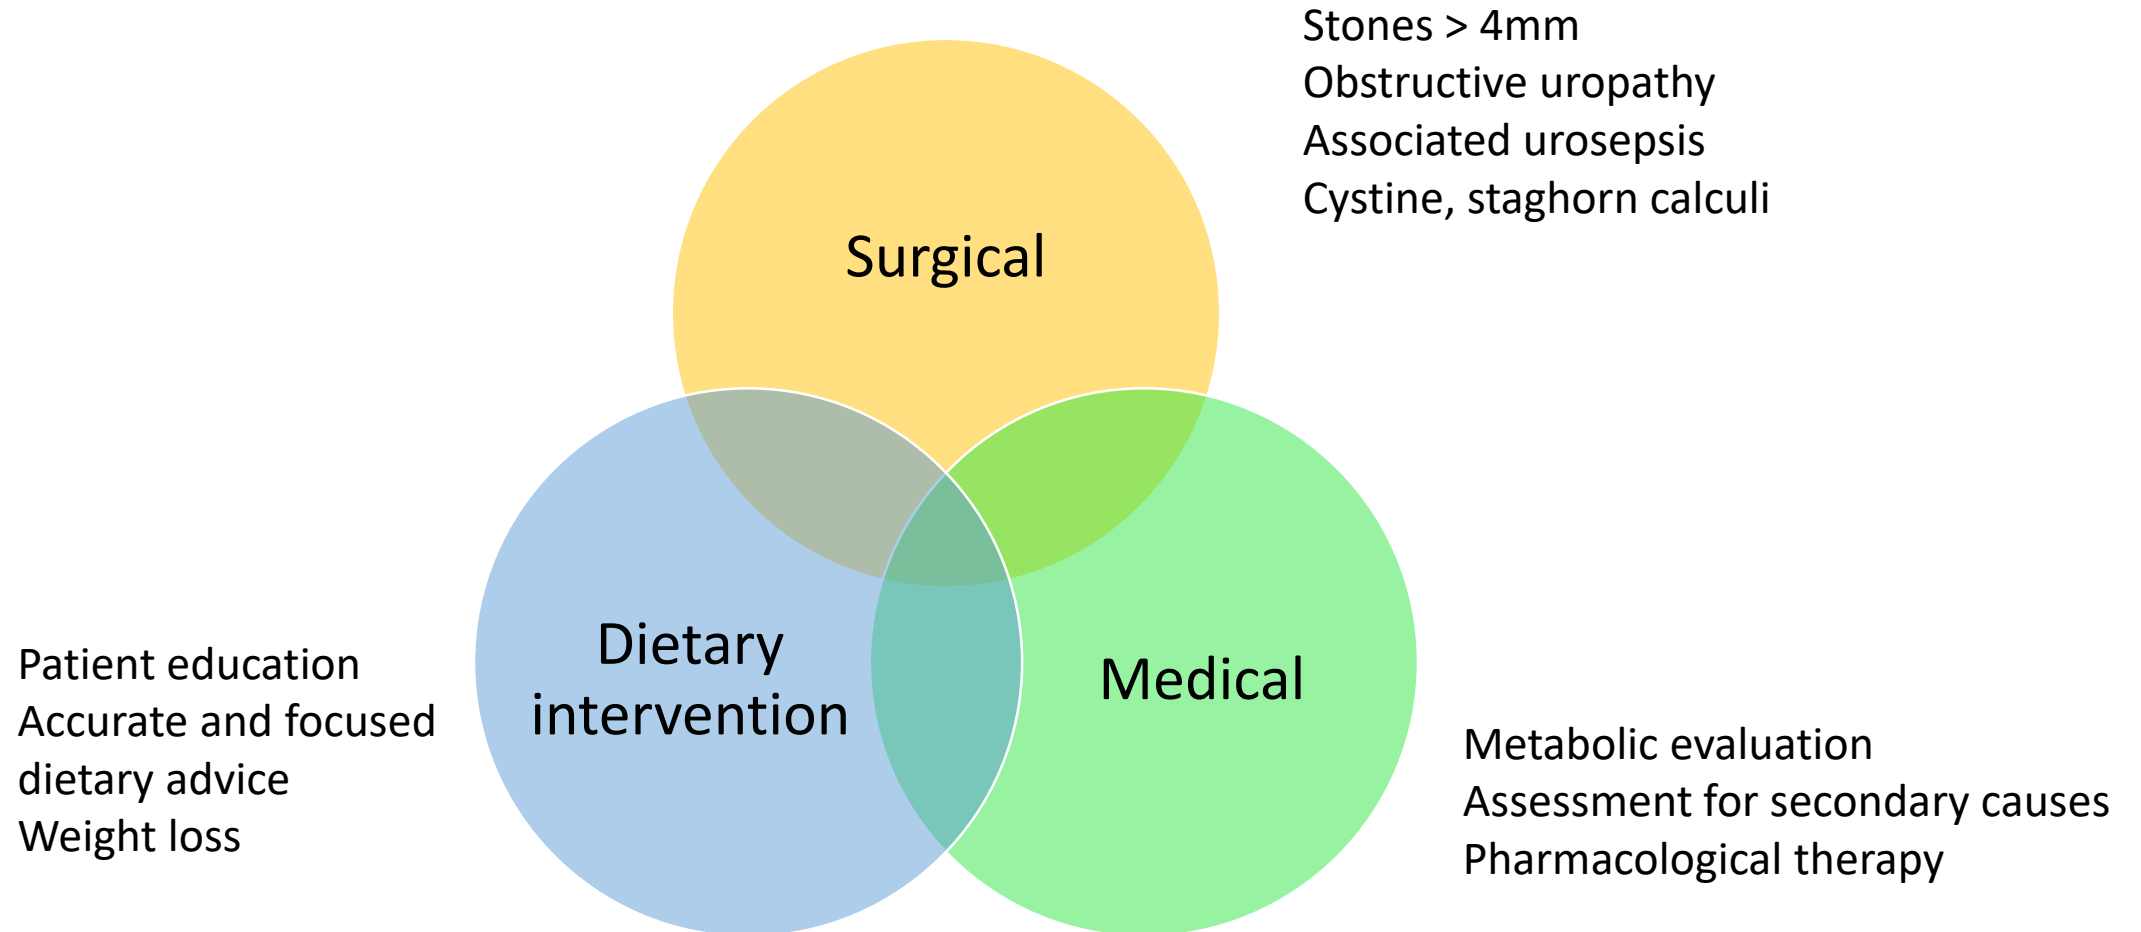 Stones > 4mm
Obstructive uropathy
Associated urosepsis
Cystine, staghorn calculi
Surgical
Dietary
intervention
Medical
Patient education
Accurate and focused
dietary advice
Weight loss
Metabolic evaluation
Assessment for secondary causes
Pharmacological therapy